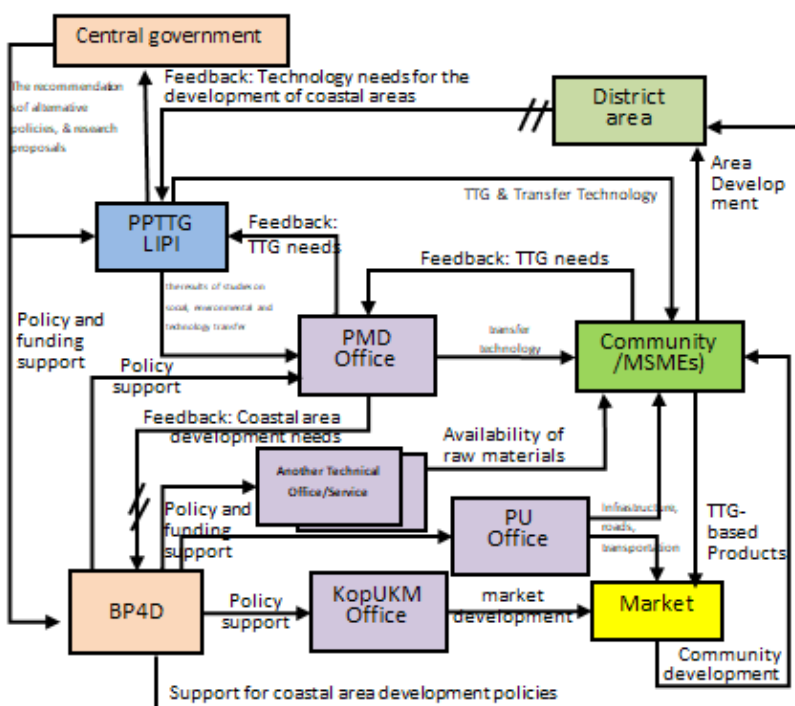 Central government
The recommendation
s of alternative
policies, & research
proposals
Feedback: Technology needs for the
development of coastal areas
District
area
Area
Develop
ment
TTG & Transfer Technology
PPTTG
LIPI
Feedback:
TTG needs
Feedback: TTG needs
the results of studies on
social, environmental and
technology transfer
Policy and
funding
support
PMD
Office
transfer
technology
Community
/MSMEs)
Policy
support
Feedback: Coastal area
development needs
Availability of
raw materials
Another Technical
Office/Service
Policy and
funding
support
PU
Office
Infrastructure,
roads,
transportation
TTG-
based
Products
BP4D
Policy
support
KopUKM
Office
market
development
Market
Community
development
Support for coastal area development policies